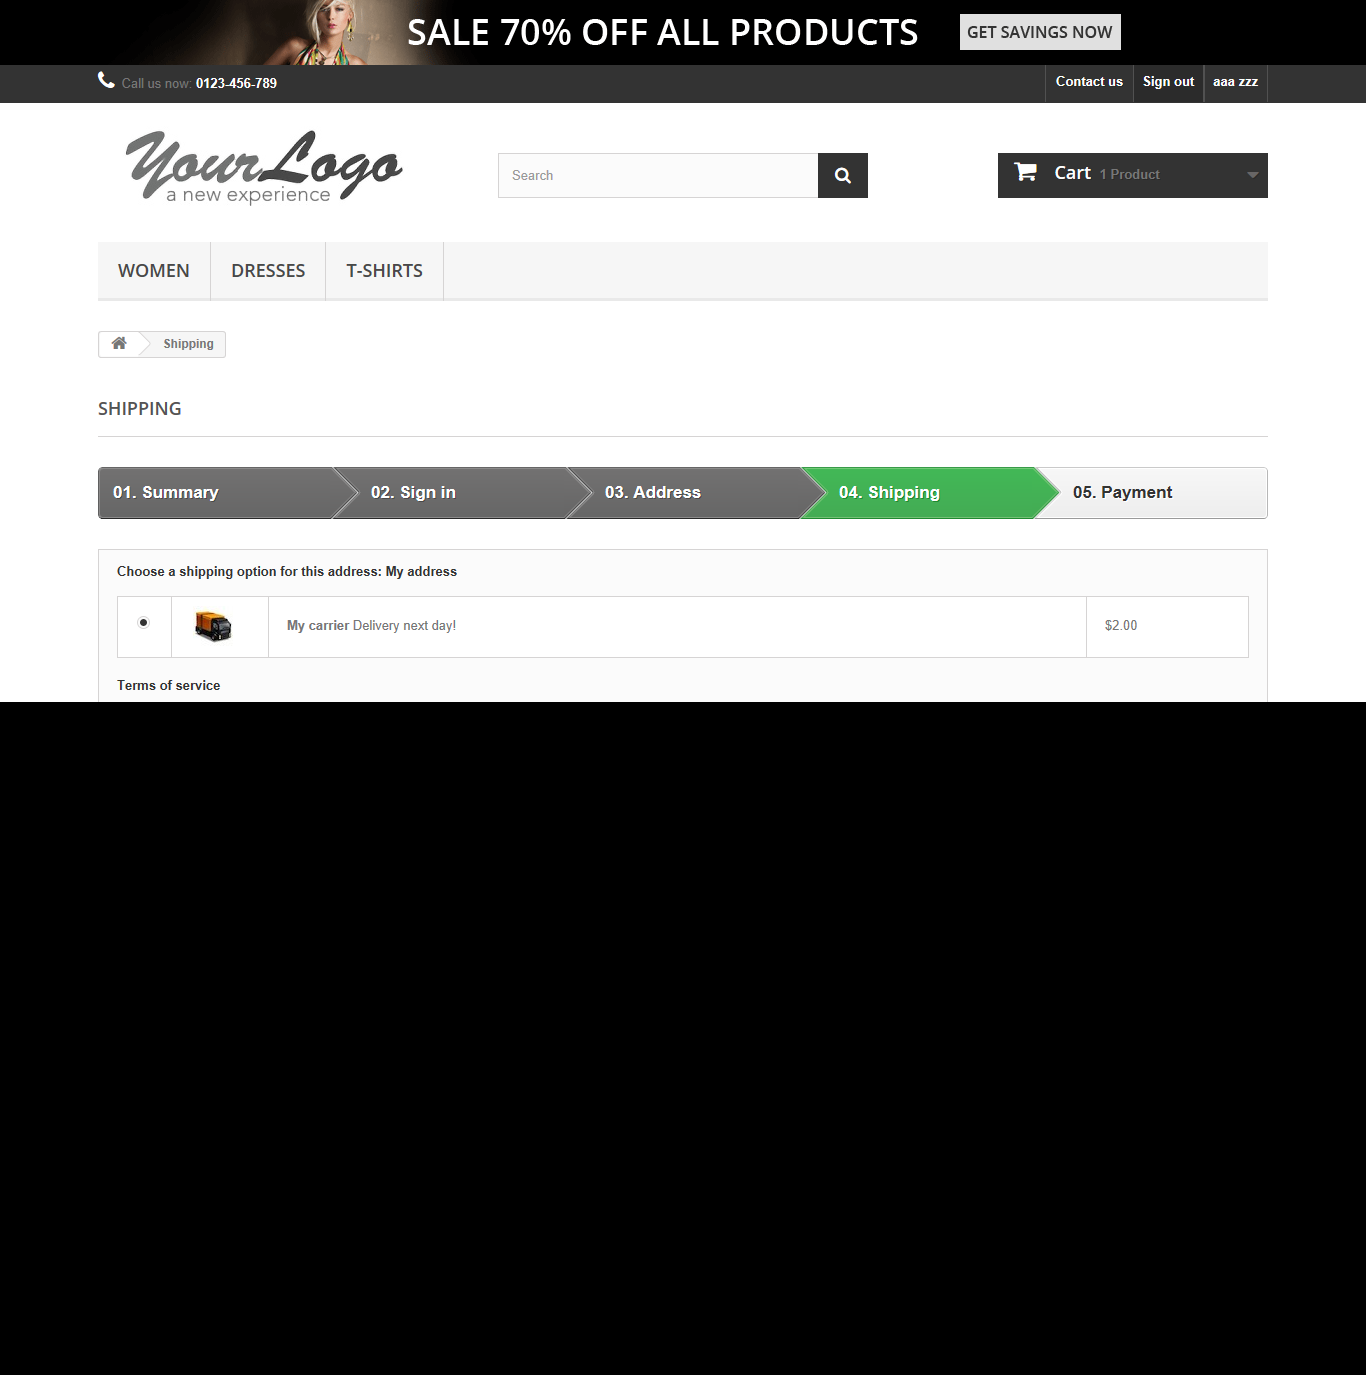 SALE 70% OFF ALL PRODUCTS GET SAVINGS NOW
Call us now: 0123-456-789 Contact us Sign out aaa zzz
YourLogo
a new experience
Search
Cart 1 Product
WOMEN DRESSES T-SHIRTS
Shipping
SHIPPING
01. Summary 02. Sign in 03. Address 04. Shipping 05. Payment
Choose a shipping option for this address: My address
My carrier Delivery next day! $2.00
Terms of service